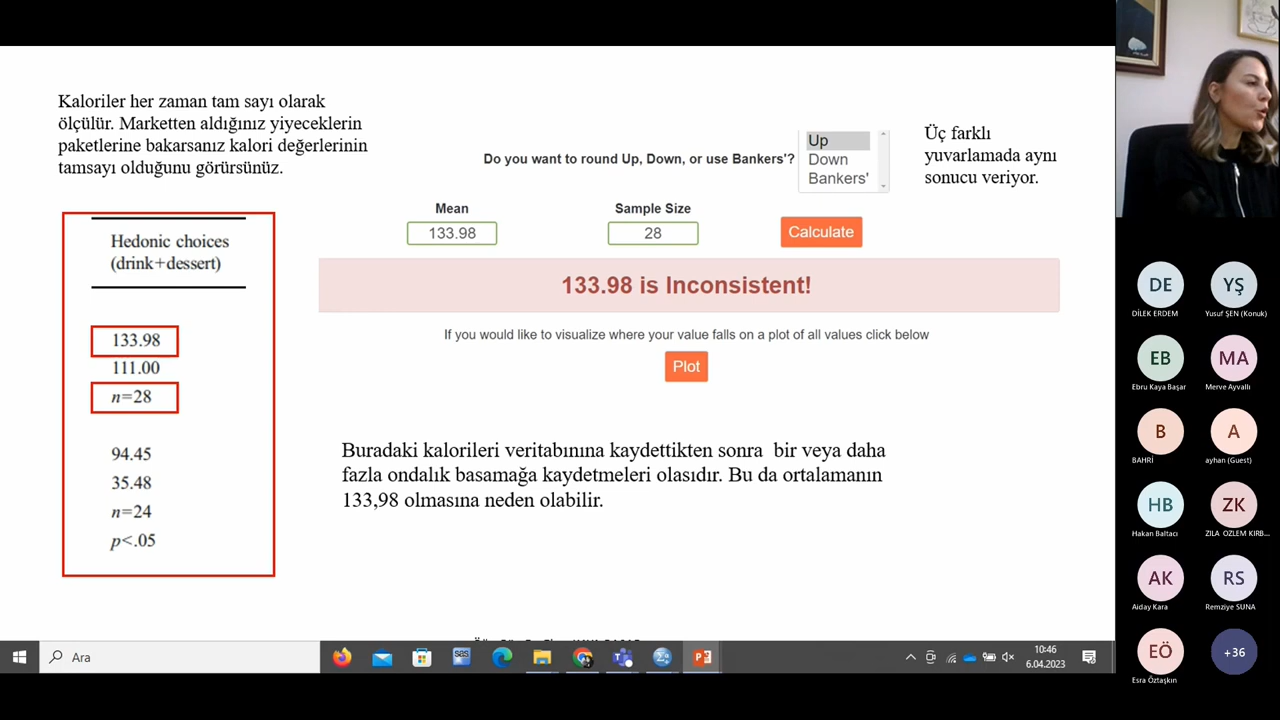 Kaloriler her zaman tam sayı olarak
ölçülür. Marketten aldığınız yiyeceklerin
paketlerine bakarsanız kalori değerlerinin
tamsayı olduğunu görürsünüz.
Do you want to round Up, Down, or use Bankers'?
Up
Down
Bankers'
Üç farklı
yuvarlamada aynı
sonucu veriyor.
Mean
Sample Size
133.98
28
Calculate
133.98 is Inconsistent!
If you would like to visualize where your value falls on a plot of all values click below
Plot
Hedonic choices
(drink+dessert)
133.98
111.00
n=28
94.45
35.48
n=24
p<.05
Buradaki kalorileri veritabınına kaydettikten sonra bir veya daha
fazla ondalık basamağa kaydetmeleri olasıdır. Bu da ortalamanın
133,98 olmasına neden olabilir.
DE
DİLEK ERDEM
YŞ
Yusuf ŞEN (Konuk)
EB
Ebru Kaya Başar
MA
Merve Ayvallı
B
BAHRİ
A
ayhan (Guest)
HB
Hakan Baltacı
ZK
ZILA OZLEM KIRB...
AK
Aiday Kara
RS
Remziye SUNA
EÖ
Esra Öztaşkın
+36
Ara
SAS
10:46
6.04.2023